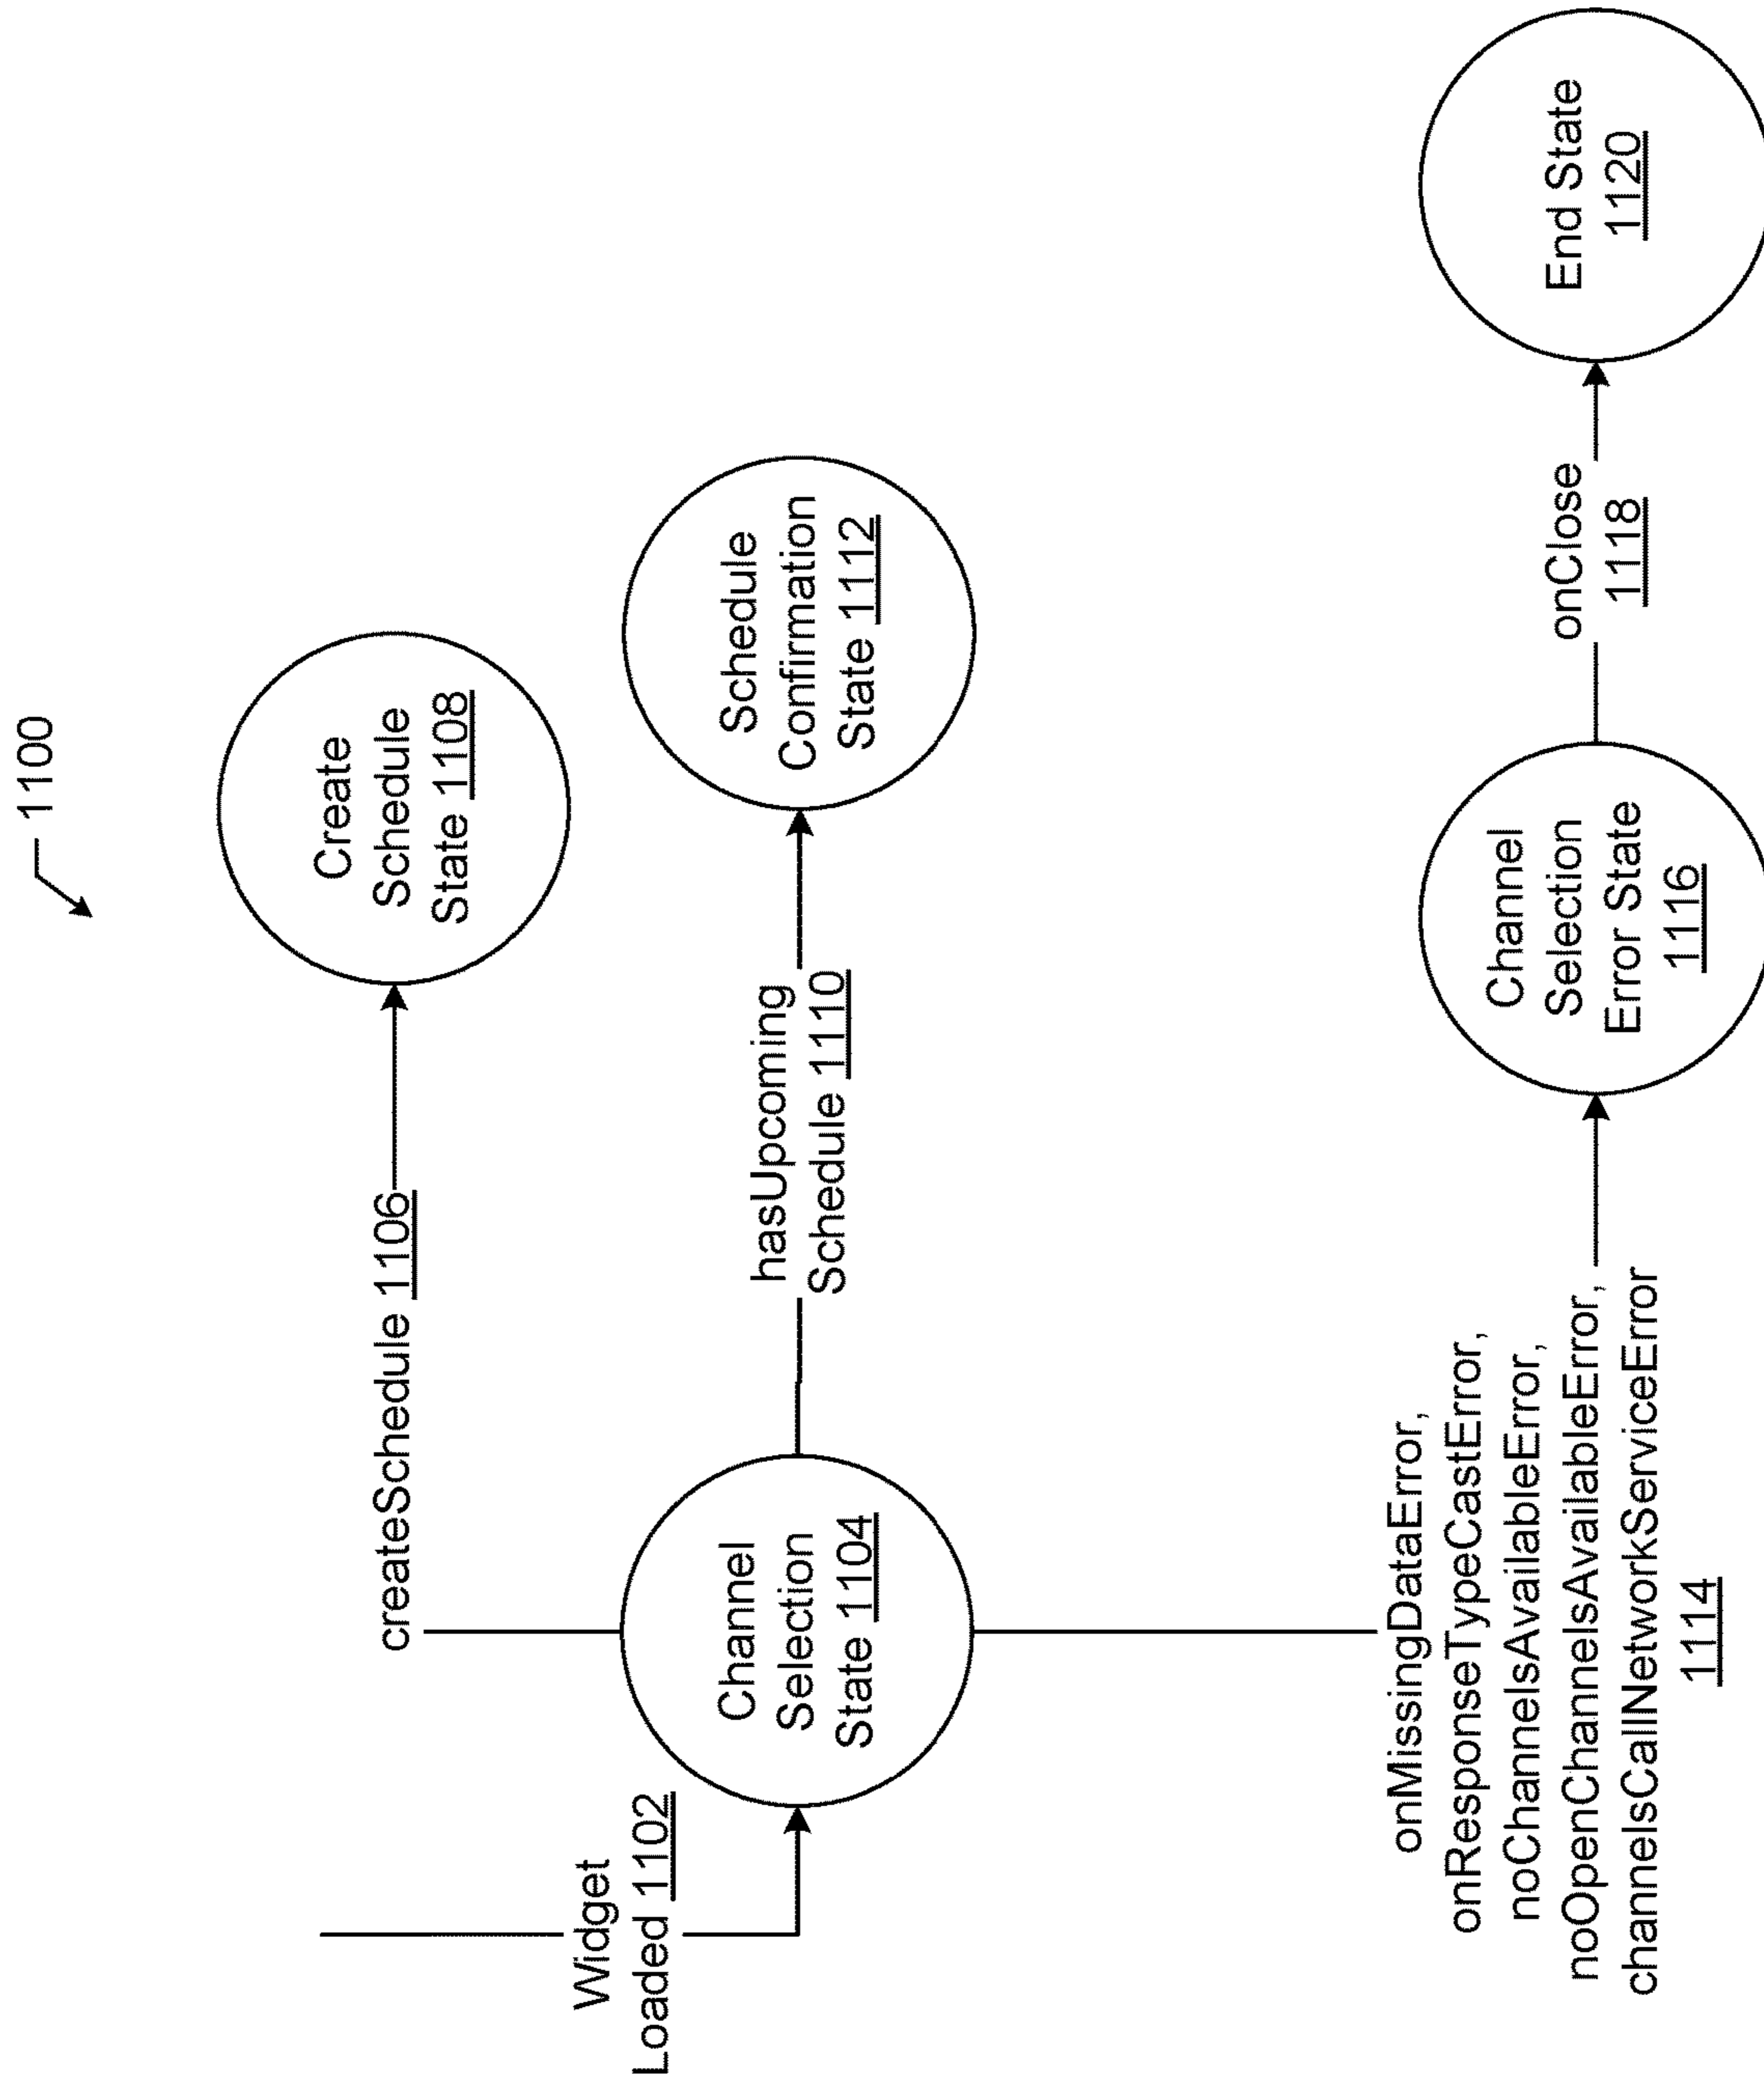 1100
Widget
Loaded 1102
Channel
Selection
State 1104
createSchedule 1106
Create
Schedule
State 1108
hasUpcoming
Schedule 1110
Schedule
Confirmation
State 1112
onMissingDataError,
onResponseTypeCastError,
noChannelsAvailableError,
noOpenChannelsAvailableError,
channelsCallNetworkServiceError
1114
Channel
Selection
Error State
1116
onClose
1118
End State
1120